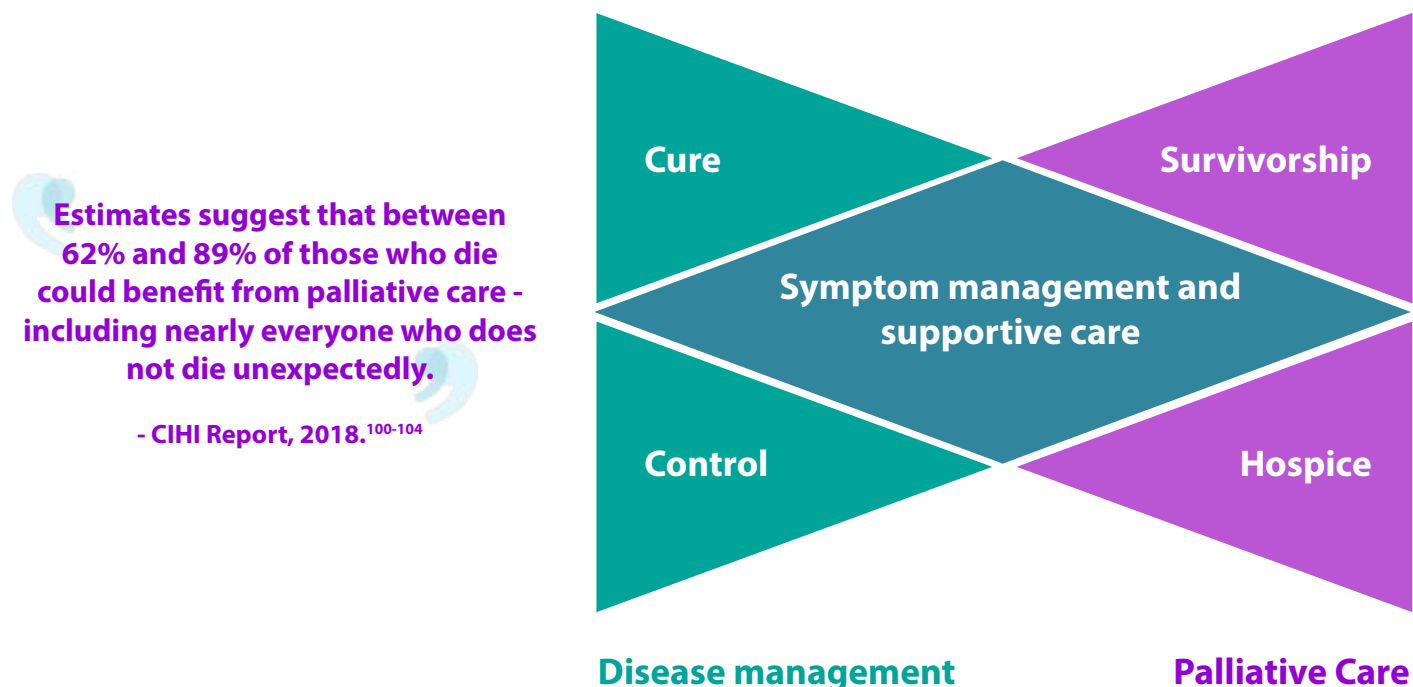 Estimates suggest that between
62% and 89% of those who die
could benefit from palliative care -
including nearly everyone who does
not die unexpectedly.
- CIHI Report, 2018.100-104
Cure
Survivorship
Symptom management and
supportive care
Control
Hospice
Disease management
Palliative Care